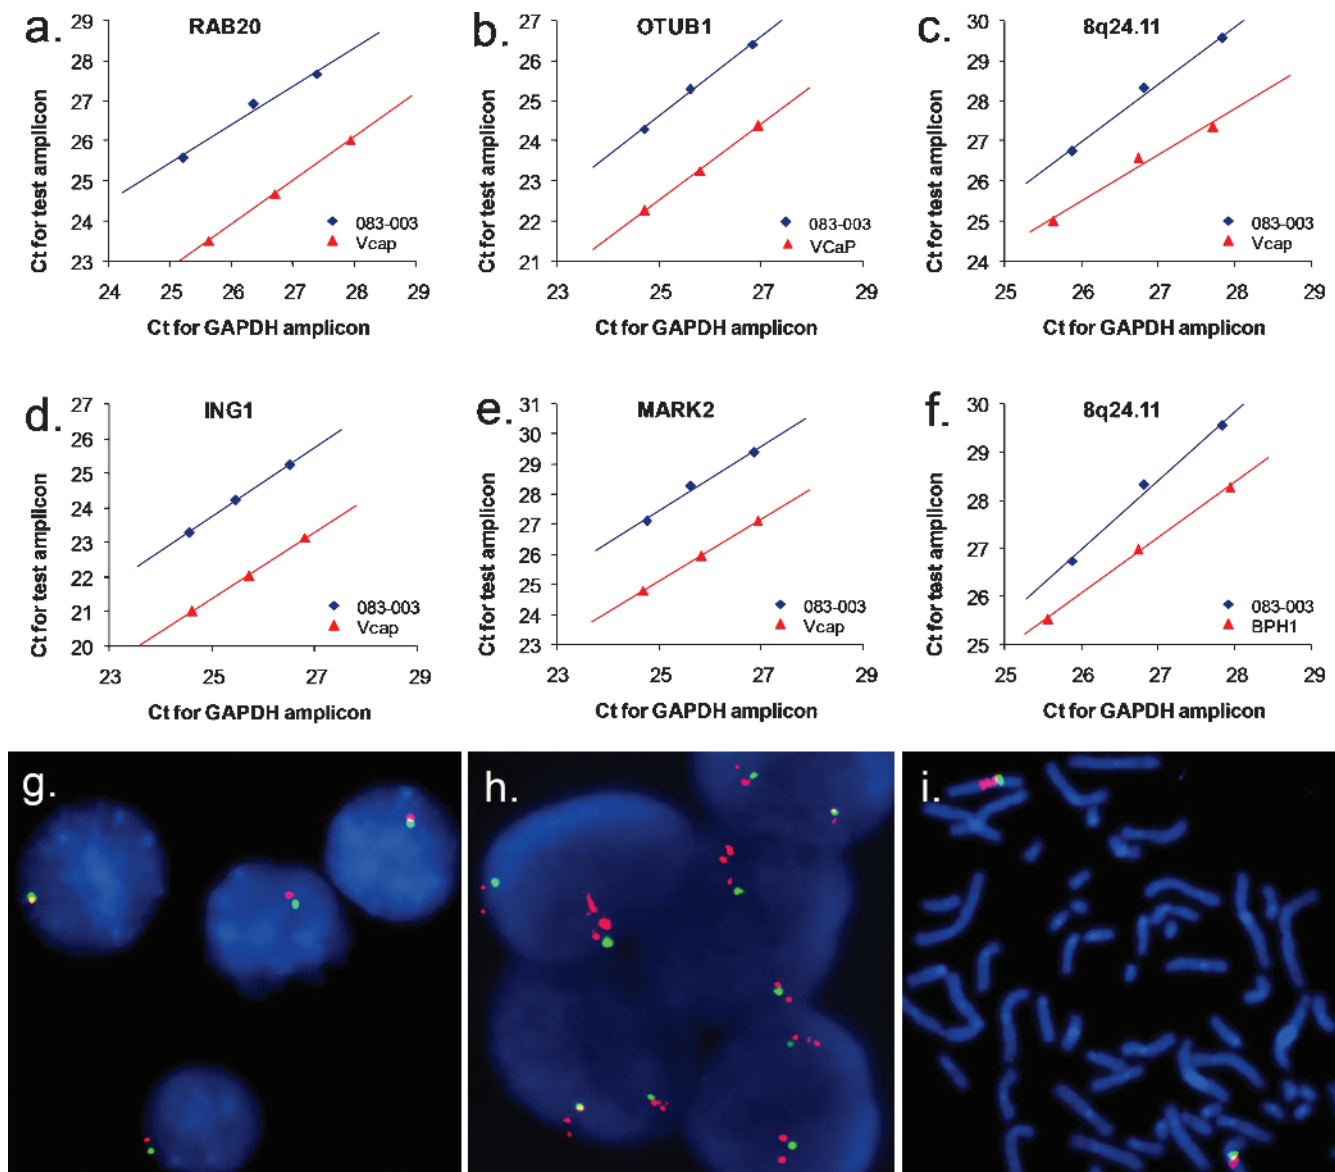 a.
RAB20
29
28
27
26
25
24
23
Ct for test amplicon
083-003
Vcap
24 25 26 27 28 29
Ct for GAPDH amplicon
b.
OTUB1
27
26
25
24
23
22
21
Ct for test amplicon
083-003
VCaP
23 25 27 29
Ct for GAPDH amplicon
c.
8q24.11
30
29
28
27
26
25
24
Ct for test amplicon
083-003
Vcap
25 26 27 28 29
Ct for GAPDH amplicon
d.
ING1
27
26
25
24
23
22
21
20
Ct for test amplicon
083-003
Vcap
23 25 27 29
Ct for GAPDH amplicon
e.
MARK2
31
30
29
28
27
26
25
24
23
Ct for test amplicon
083-003
Vcap
23 25 27 29
Ct for GAPDH amplicon
f.
8q24.11
30
29
28
27
26
25
Ct for test amplicon
083-003
BPH1
25 26 27 28 29
Ct for GAPDH amplicon
g.
h.
i.